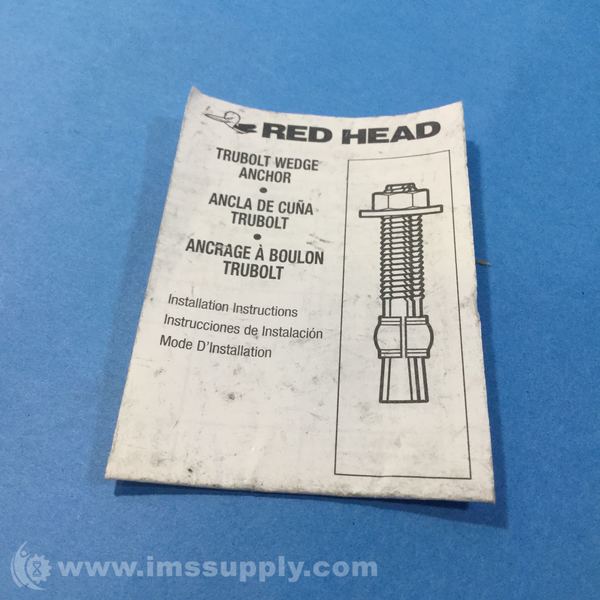 RED HEAD
TRUBOLT WEDGE
ANCHOR
•
ANCLA DE CUÑA
TRUBOLT
•
ANCRAGE À BOULON
TRUBOLT
Installation Instructions
Instrucciones de Instalación
Mode D'Installation
www.imssupply.com